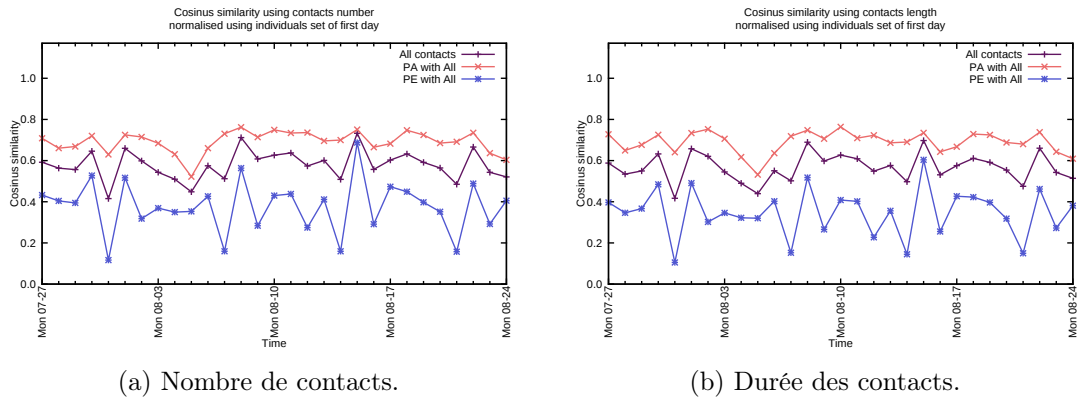 Cosinus similarity using contacts number
normalised using individuals set of first day
All contacts
PA with All
PE with All
1.0
0.8
0.6
0.4
0.2
0.0
Cosinus similarity
Mon 07-27
Mon 08-03
Mon 08-10
Mon 08-17
Mon 08-24
Time
(a) Nombre de contacts.
Cosinus similarity using contacts length
normalised using individuals set of first day
All contacts
PA with All
PE with All
1.0
0.8
0.6
0.4
0.2
0.0
Cosinus similarity
Mon 07-27
Mon 08-03
Mon 08-10
Mon 08-17
Mon 08-24
Time
(b) Durée des contacts.